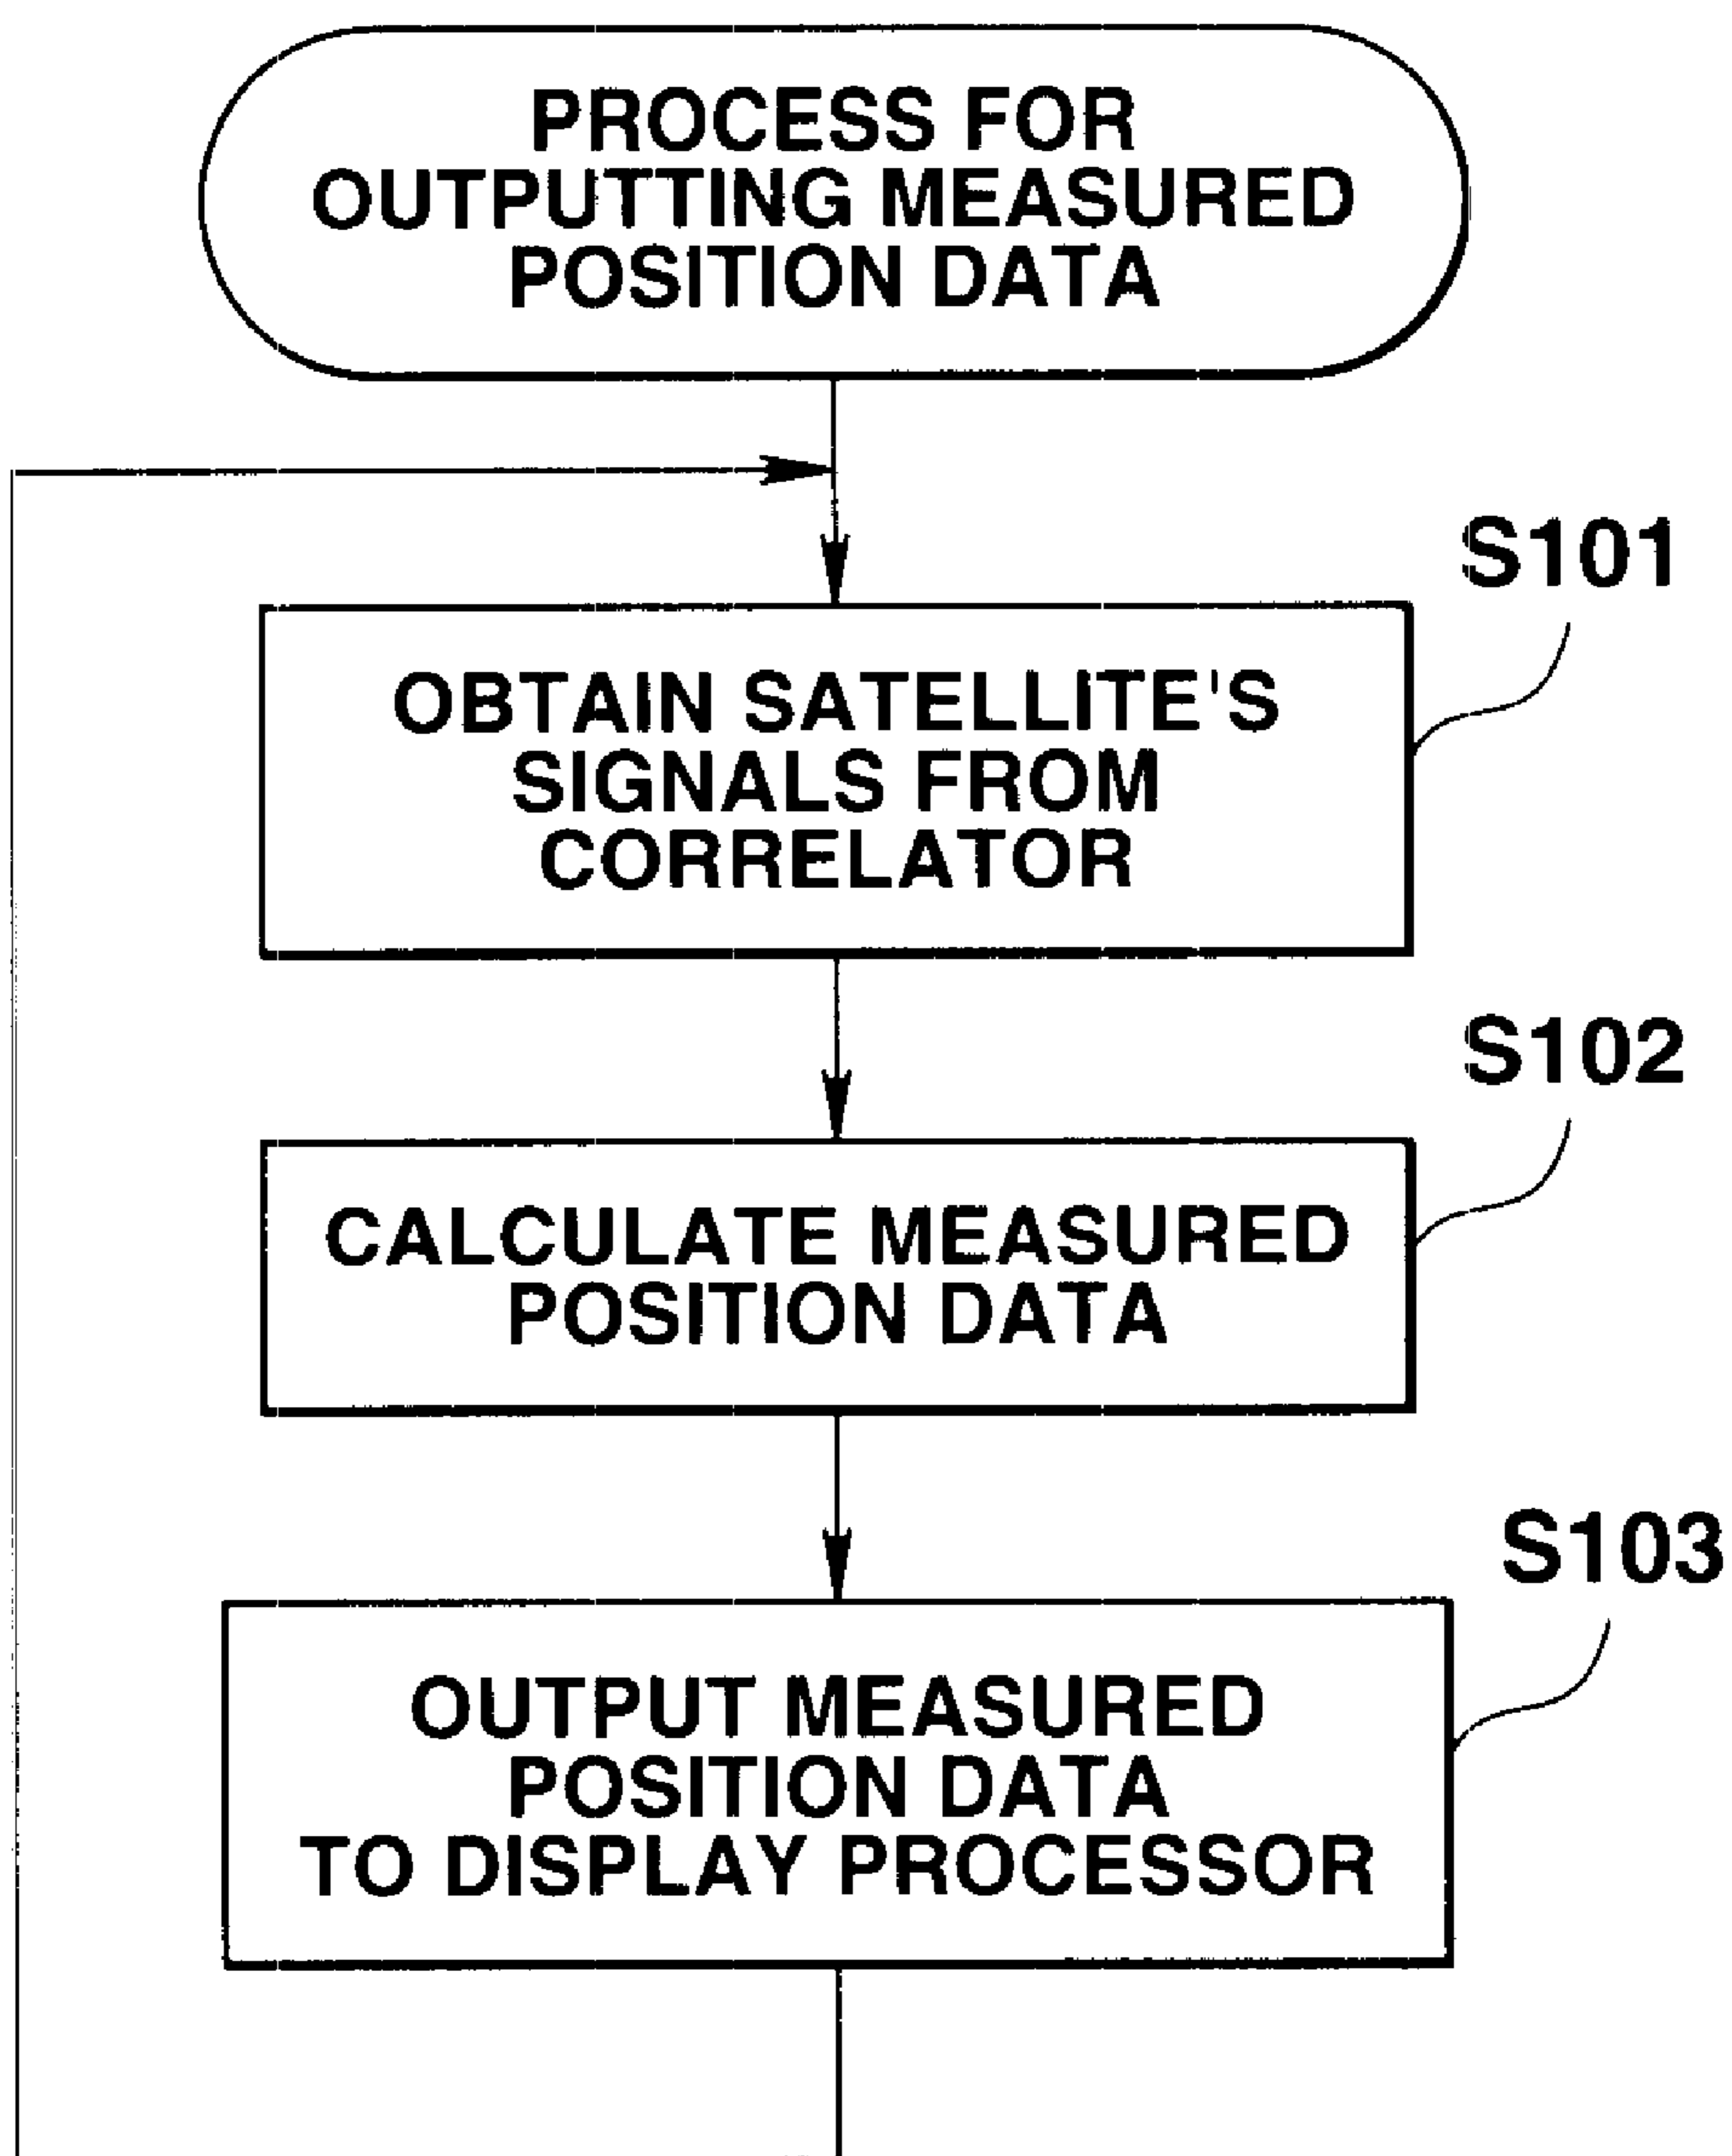 PROCESS FOR
OUTPUTTING MEASURED
POSITION DATA
S101
OBTAIN SATELLITE'S
SIGNALS FROM
CORRELATOR
S102
CALCULATE MEASURED
POSITION DATA
S103
OUTPUT MEASURED
POSITION DATA
TO DISPLAY PROCESSOR